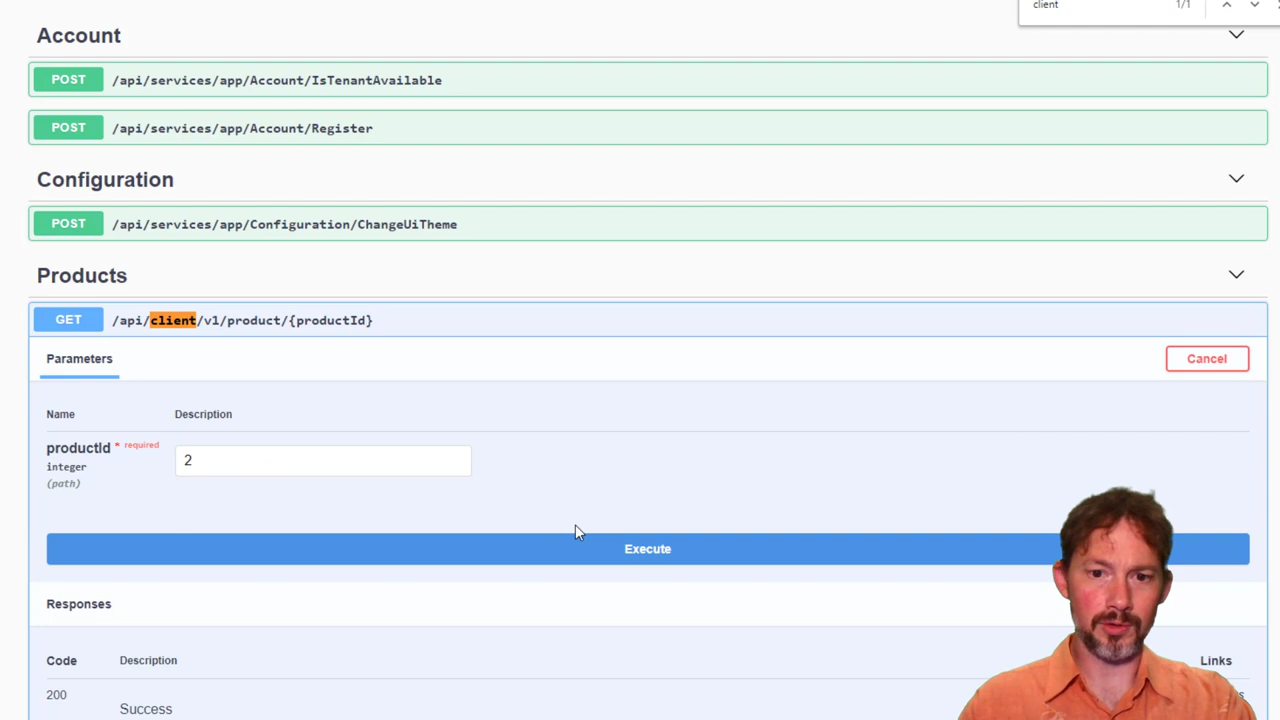 client 1/1
Account
POST /api/services/app/Account/IsTenantAvailable
POST /api/services/app/Account/Register
Configuration
POST /api/services/app/Configuration/ChangeUiTheme
Products
GET /api/client/v1/product/{productId}
Parameters Cancel
Name Description
productId * required
integer
(path)
2
Execute
Responses
Code Description Links
200
Success